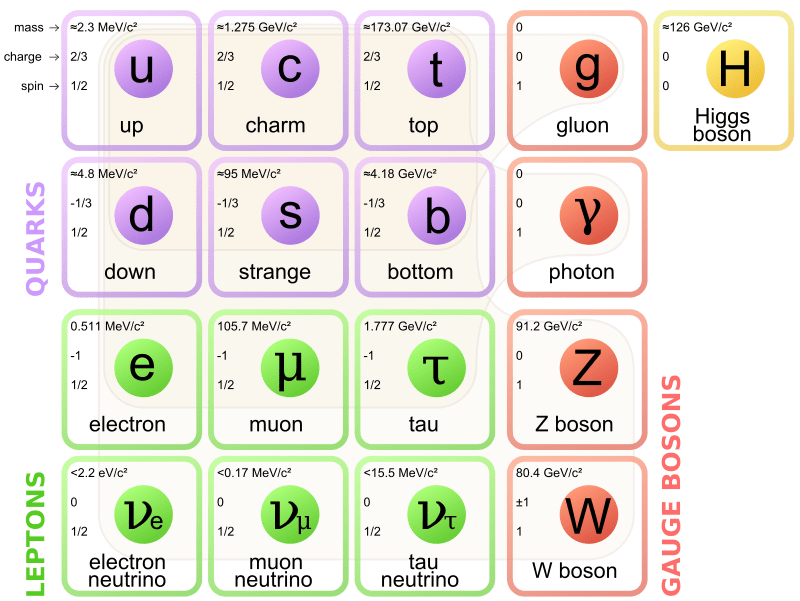 mass → ≈2.3 MeV/c²
charge → 2/3
spin → 1/2
u
up
≈1.275 GeV/c²
2/3
1/2
c
charm
≈173.07 GeV/c²
2/3
1/2
t
top
0
0
1
g
gluon
≈126 GeV/c²
0
0
H
Higgs
boson
QUARKS
≈4.8 MeV/c²
-1/3
1/2
d
down
≈95 MeV/c²
-1/3
1/2
s
strange
≈4.18 GeV/c²
-1/3
1/2
b
bottom
0
0
1
γ
photon
0.511 MeV/c²
-1
1/2
e
electron
105.7 MeV/c²
-1
1/2
μ
muon
1.777 GeV/c²
-1
1/2
τ
tau
91.2 GeV/c²
0
1
Z
Z boson
GAUGE BOSONS
LEPTONS
<2.2 eV/c²
0
1/2
νe
electron
neutrino
<0.17 MeV/c²
0
1/2
νμ
muon
neutrino
<15.5 MeV/c²
0
1/2
ντ
tau
neutrino
80.4 GeV/c²
±1
1
W
W boson